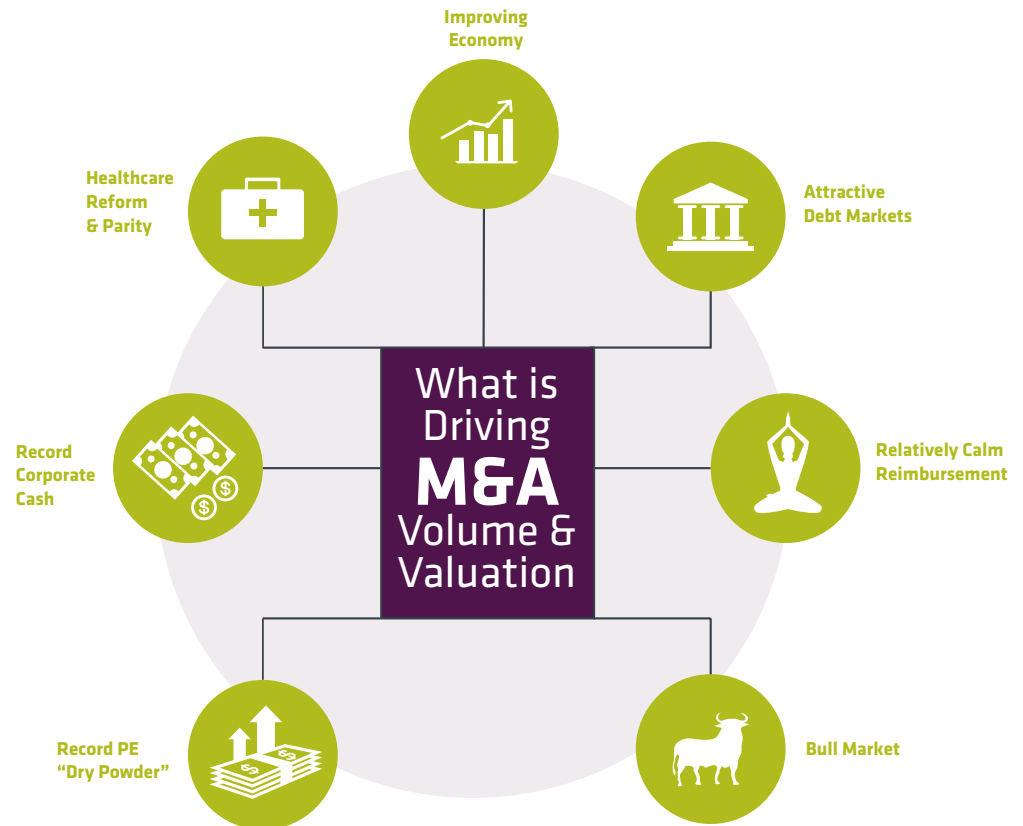 Improving
Economy
Healthcare
Reform
& Parity
Attractive
Debt Markets
What is
Driving
M&A
Volume &
Valuation
Record
Corporate
Cash
$
$
Relatively Calm
Reimbursement
Record PE
“Dry Powder”
$
$
Bull Market